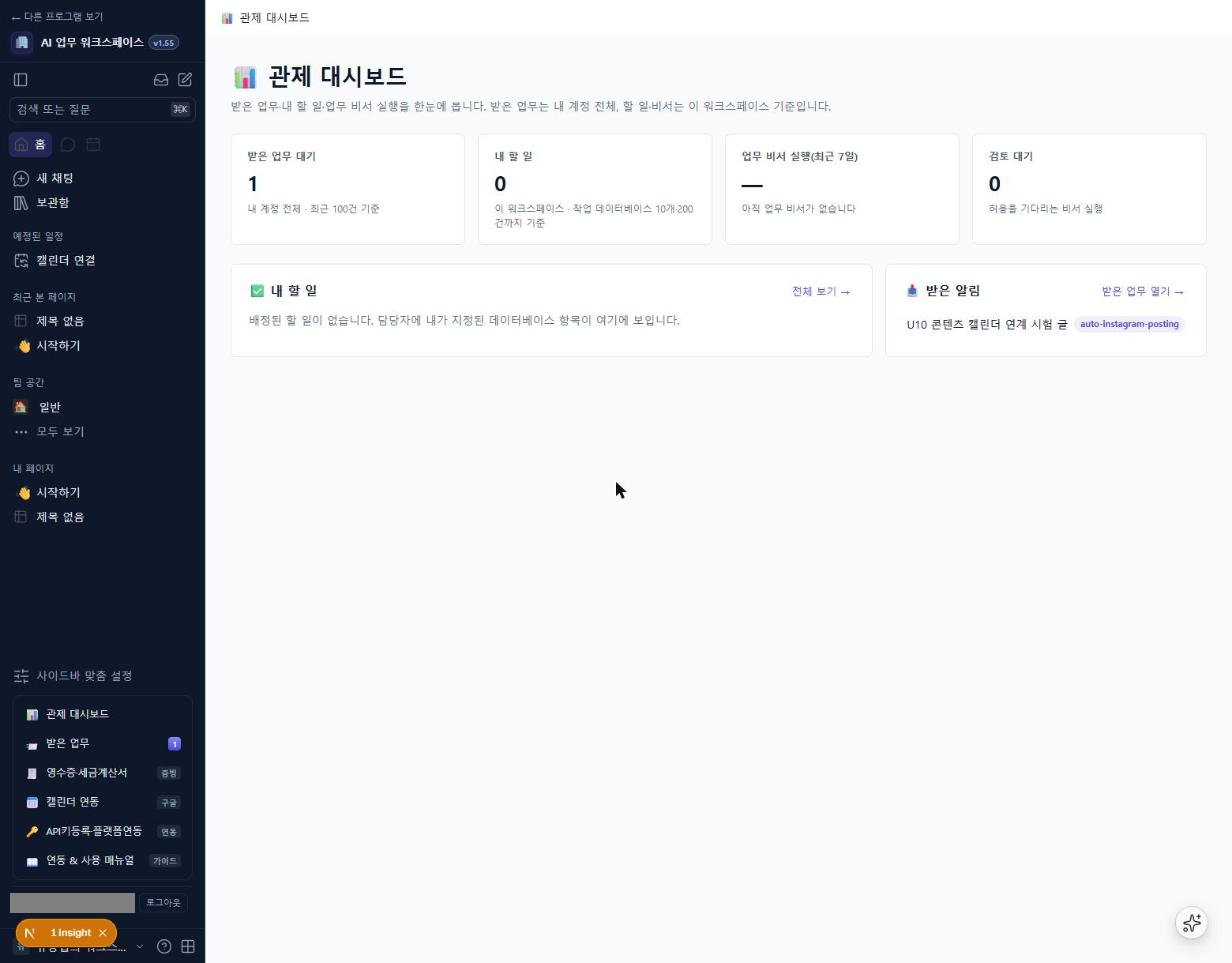 ← 다른 프로그램 보기
AI 업무 워크스페이스 v1.55
검색 또는 질문 ⌘K
홈
새 채팅
보관함
예정된 일정
캘린더 연결
최근 본 페이지
제목 없음
시작하기
팀 공간
일반
모두 보기
내 페이지
시작하기
제목 없음
사이드바 맞춤 설정
관제 대시보드
받은 업무 1
영수증·세금계산서 증빙
캘린더 연동 구글
API키등록·플랫폼연동 연동
연동 & 사용 매뉴얼 가이드
로그아웃
N 1 Insight ×
관제 대시보드
관제 대시보드
받은 업무·내 할 일·업무 비서 실행을 한눈에 봅니다. 받은 업무는 내 계정 전체, 할 일·비서는 이 워크스페이스 기준입니다.
받은 업무 대기
1
내 계정 전체 · 최근 100건 기준
내 할 일
0
이 워크스페이스 · 작업 데이터베이스 10개·200
건까지 기준
업무 비서 실행(최근 7일)
—
아직 업무 비서가 없습니다
검토 대기
0
허용을 기다리는 비서 실행
내 할 일 전체 보기 →
배정된 할 일이 없습니다. 담당자에 내가 지정된 데이터베이스 항목이 여기에 보입니다.
받은 알림 받은 업무 열기 →
U10 콘텐츠 캘린더 연계 시험 글 auto-instagram-posting